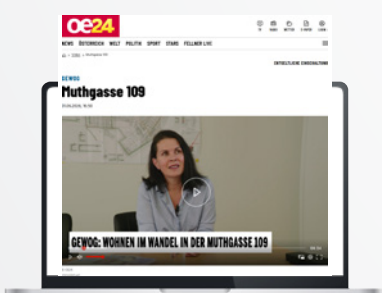 oe24
NEWS ÖSTERREICH WELT POLITIK SPORT STARS FELLNER LIVE
ENTGELTLICHE EINSCHALTUNG
GEWOG
Muthgasse 109
GEWOG: WOHNEN IM WANDEL IN DER MUTHGASSE 109